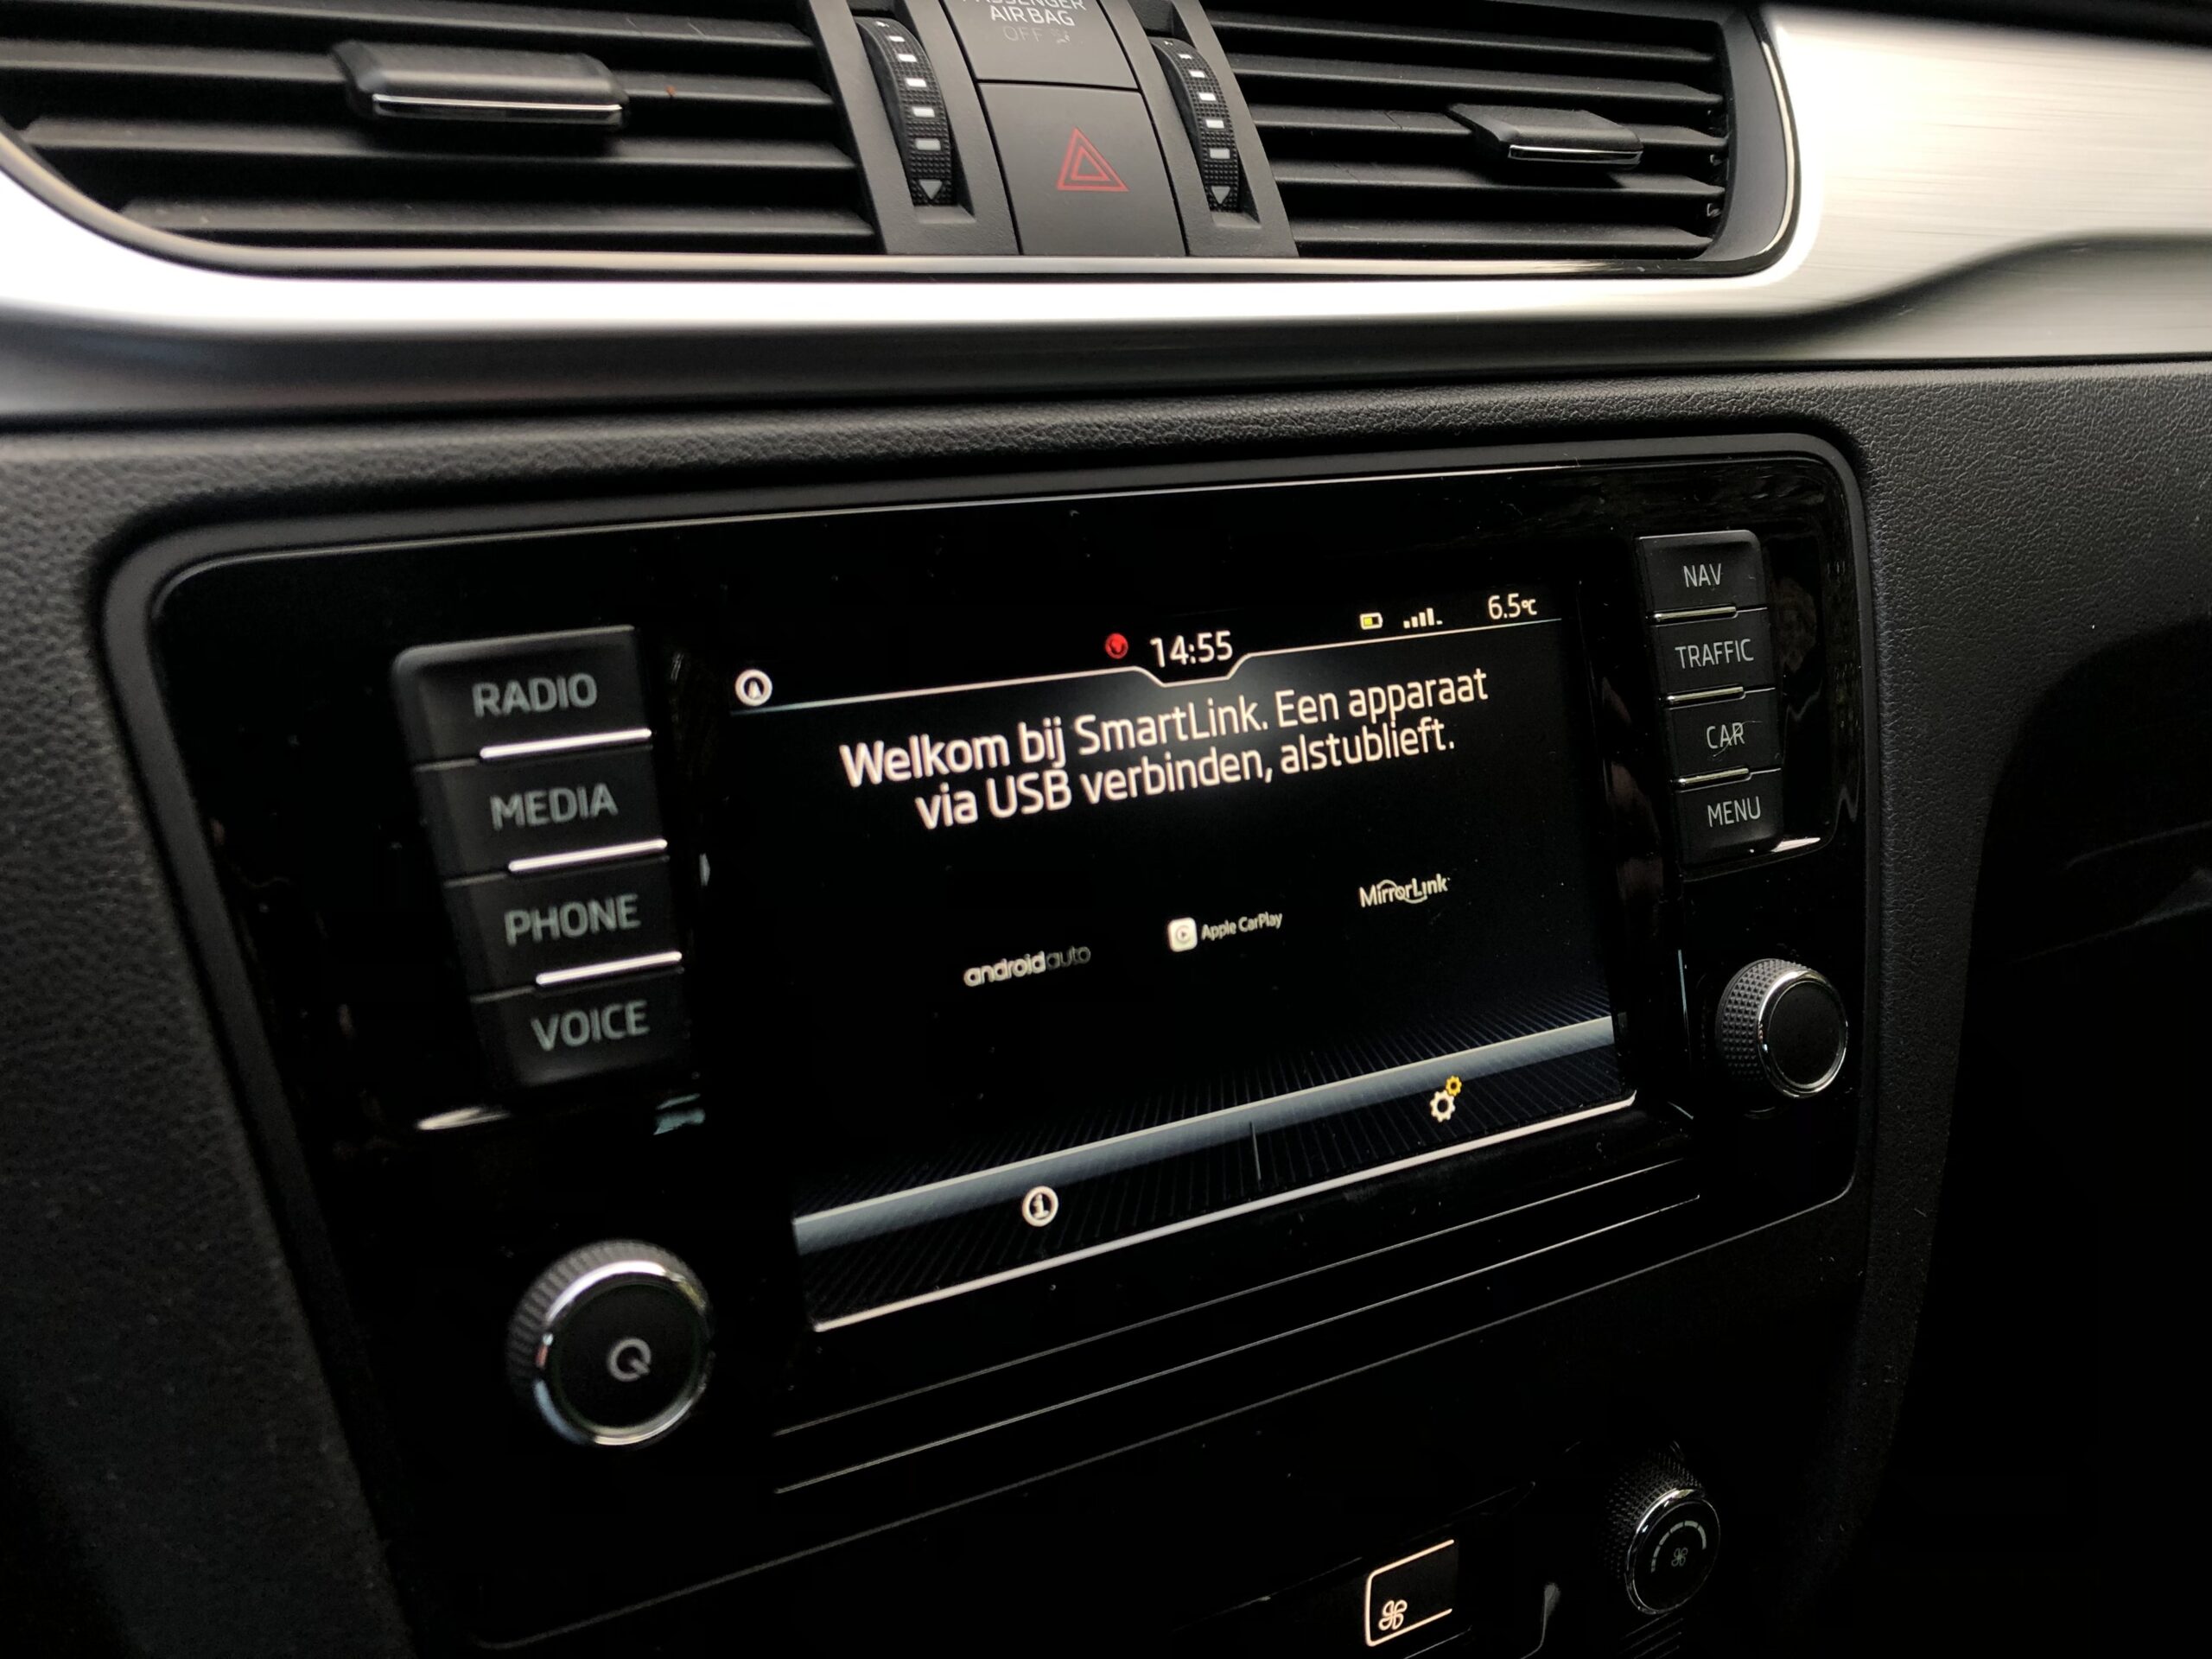 PASSENGER
AIR BAG
OFF
RADIO
MEDIA
PHONE
VOICE
14:55
6.5°C
Welkom bij SmartLink. Een apparaat
via USB verbinden, alstublieft.
androidauto
Apple CarPlay
MirrorLink
NAV
TRAFFIC
CAR
MENU